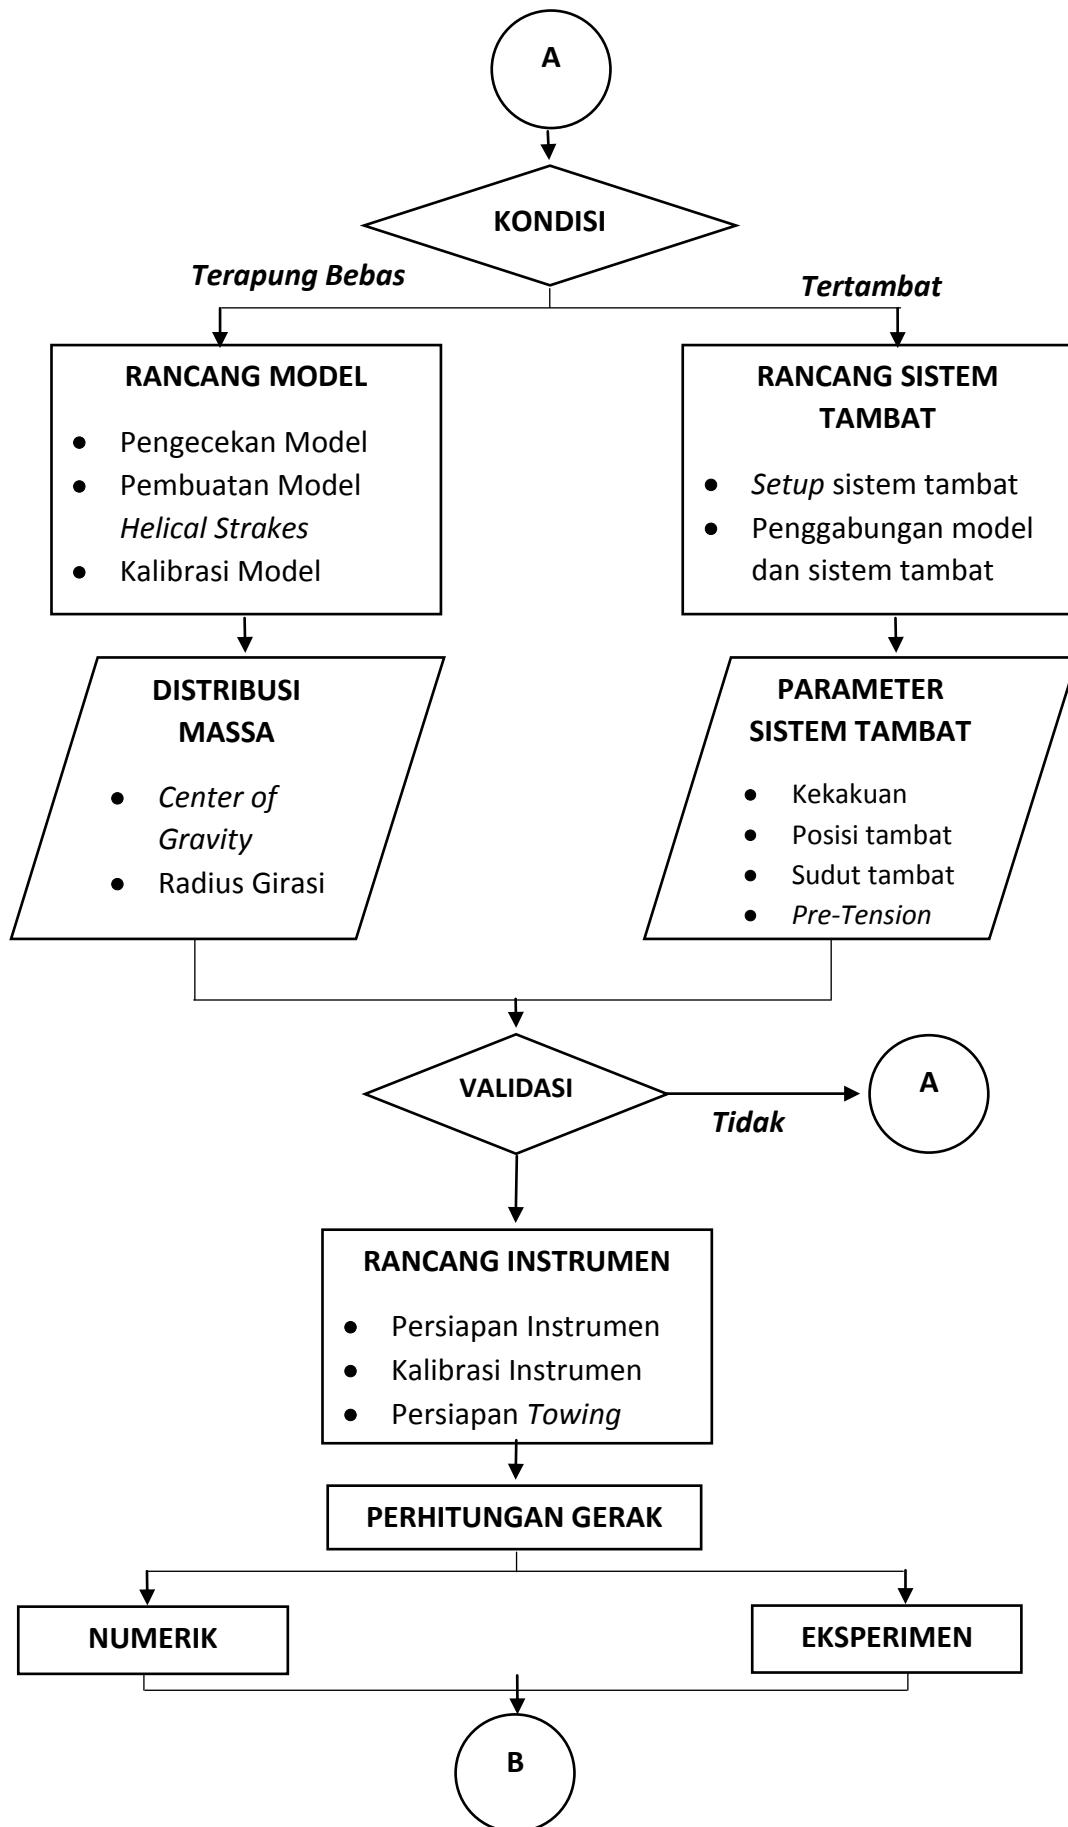 A
KONDISI
Terapung Bebas
Tertambat
RANCANG MODEL
• Pengecekan Model
• Pembuatan Model
Helical Strakes
• Kalibrasi Model
RANCANG SISTEM
TAMBAT
• Setup sistem tambat
• Penggabungan model
dan sistem tambat
DISTRIBUSI
MASSA
• Center of
Gravity
• Radius Girasi
PARAMETER
SISTEM TAMBAT
• Kekakuan
• Posisi tambat
• Sudut tambat
• Pre-Tension
VALIDASI
Tidak
A
RANCANG INSTRUMEN
• Persiapan Instrumen
• Kalibrasi Instrumen
• Persiapan Towing
PERHITUNGAN GERAK
NUMERIK
EKSPERIMEN
B